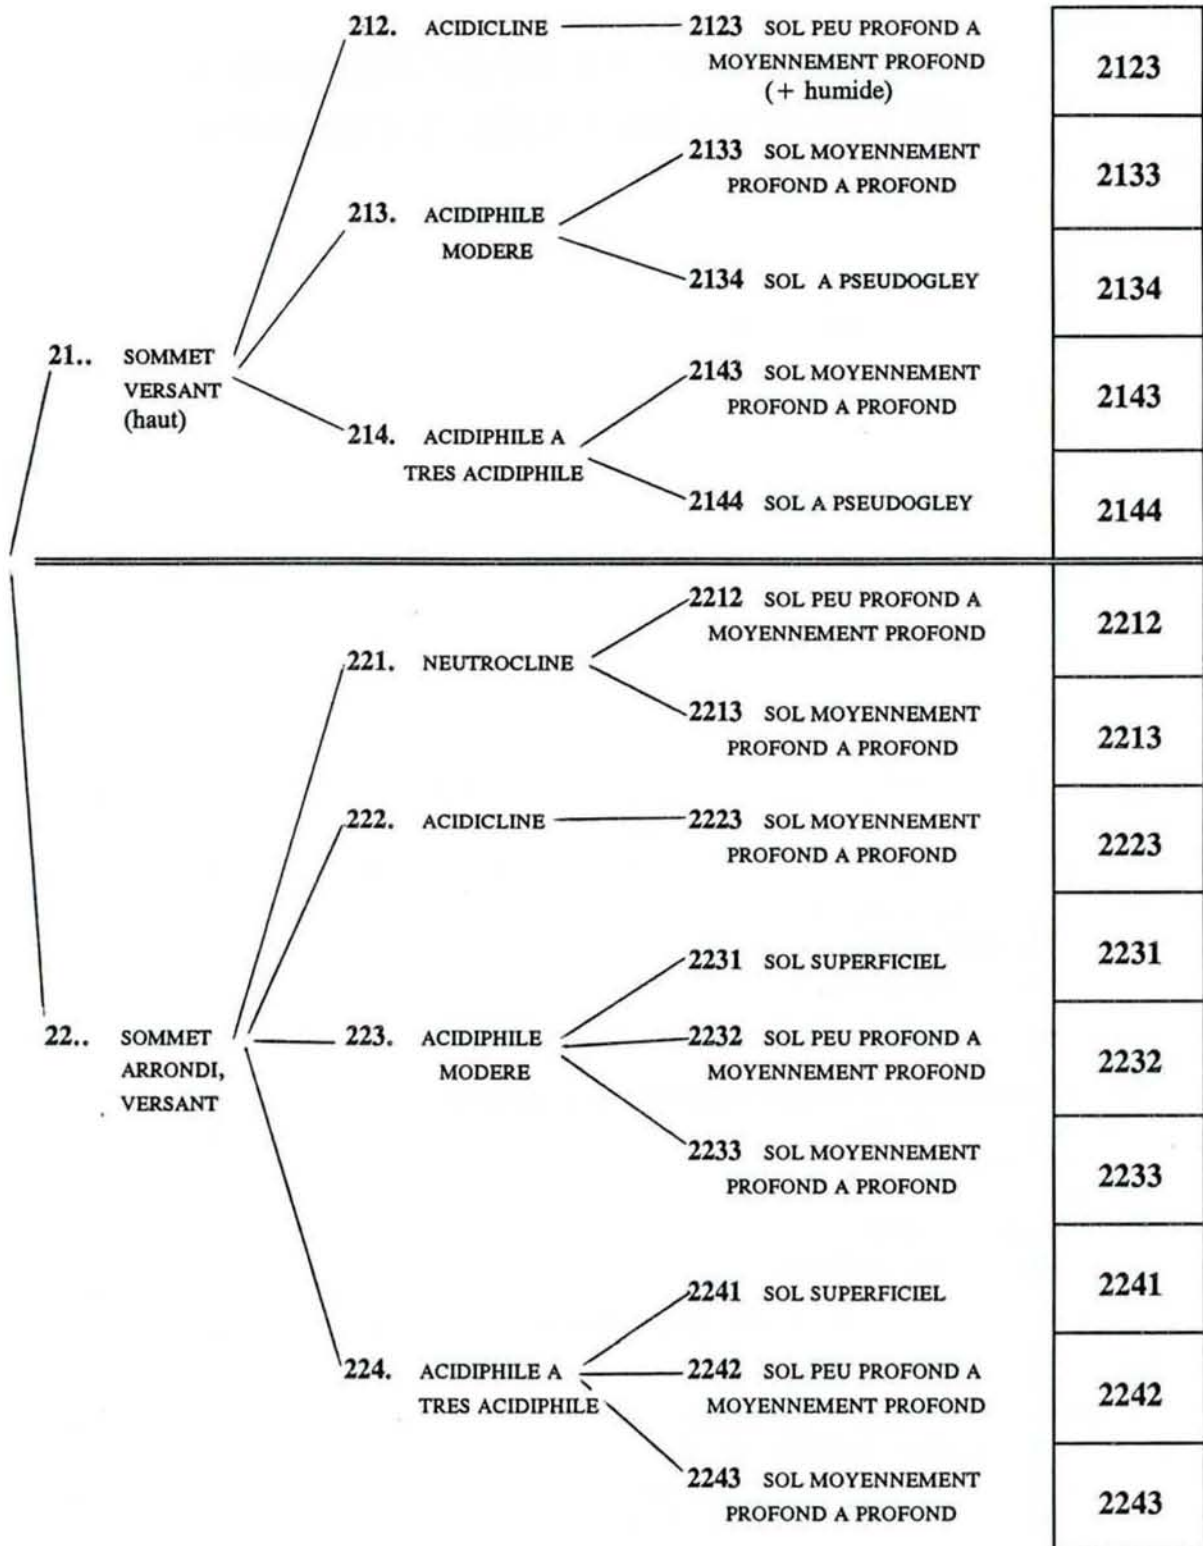 212. ACIDICLINE 2123 SOL PEU PROFOND A
MOYENNEMENT PROFOND
(+ humide)
2123
2133 SOL MOYENNEMENT
PROFOND A PROFOND
2133
213. ACIDIPHILE
MODERE
2134 SOL A PSEUDOGLEY
2134
21.. SOMMET
VERSANT
(haut)
2143 SOL MOYENNEMENT
PROFOND A PROFOND
2143
214. ACIDIPHILE A
TRES ACIDIPHILE
2144 SOL A PSEUDOGLEY
2144
2212 SOL PEU PROFOND A
MOYENNEMENT PROFOND
2212
221. NEUTROCLINE
2213 SOL MOYENNEMENT
PROFOND A PROFOND
2213
222. ACIDICLINE 2223 SOL MOYENNEMENT
PROFOND A PROFOND
2223
2231 SOL SUPERFICIEL
2231
22.. SOMMET
ARRONDI,
VERSANT
223. ACIDIPHILE
MODERE
2232 SOL PEU PROFOND A
MOYENNEMENT PROFOND
2232
2233 SOL MOYENNEMENT
PROFOND A PROFOND
2233
2241 SOL SUPERFICIEL
2241
224. ACIDIPHILE A
TRES ACIDIPHILE
2242 SOL PEU PROFOND A
MOYENNEMENT PROFOND
2242
2243 SOL MOYENNEMENT
PROFOND A PROFOND
2243